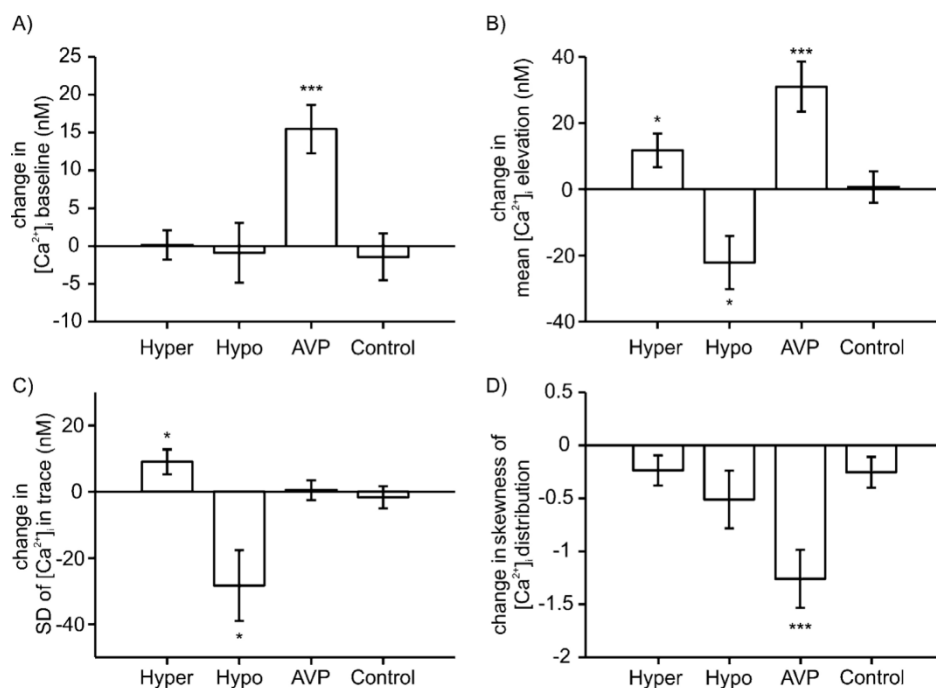 A)
change in
[Ca²⁺]ᵢ baseline (nM)
25
20
15
10
5
0
-5
-10
***
Hyper Hypo AVP Control
B)
change in
mean [Ca²⁺]ᵢ elevation (nM)
40
20
0
-20
-40
*
*
***
Hyper Hypo AVP Control
C)
change in
SD of [Ca²⁺]ᵢ in trace (nM)
20
0
-20
-40
*
*
Hyper Hypo AVP Control
D)
change in skewness of
[Ca²⁺]ᵢ distribution
0.5
0
-0.5
-1
-1.5
-2
***
Hyper Hypo AVP Control